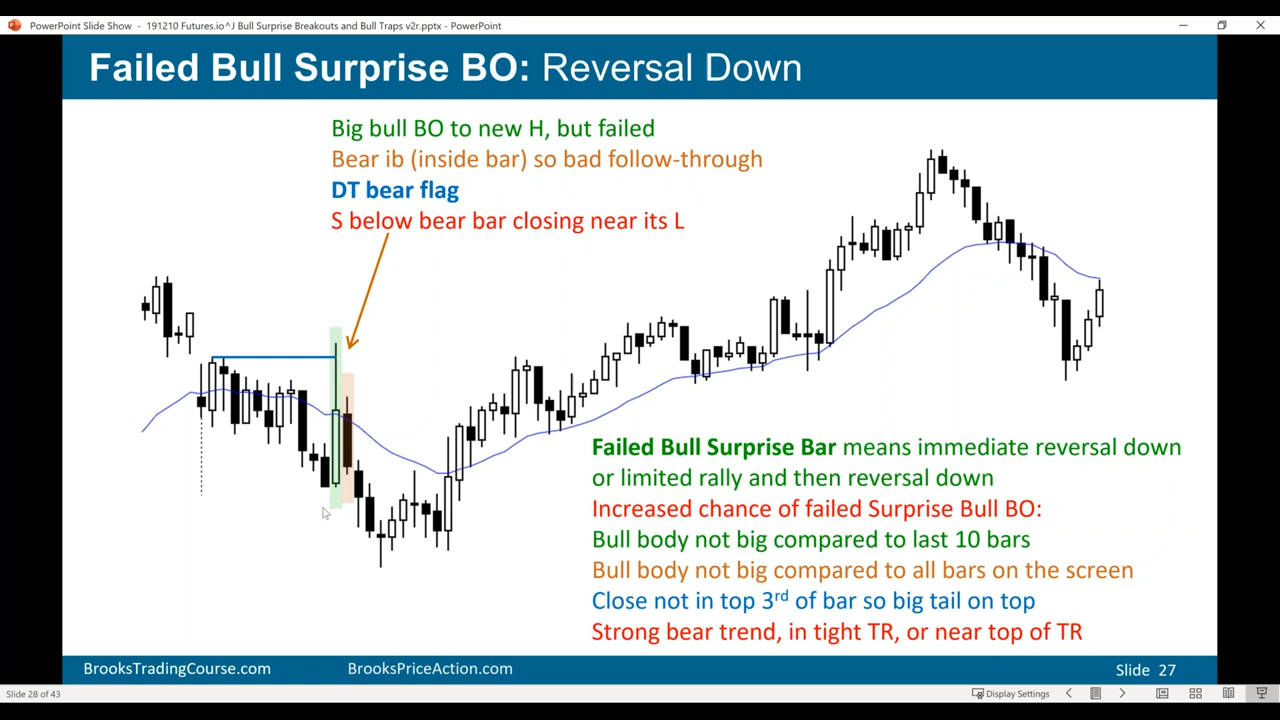 PowerPoint Slide Show - 191210 Futures.io^J Bull Surprise Breakouts and Bull Traps v2r.pptx - PowerPoint
Failed Bull Surprise BO: Reversal Down
Big bull BO to new H, but failed
Bear ib (inside bar) so bad follow-through
DT bear flag
S below bear bar closing near its L
Failed Bull Surprise Bar means immediate reversal down
or limited rally and then reversal down
Increased chance of failed Surprise Bull BO:
Bull body not big compared to last 10 bars
Bull body not big compared to all bars on the screen
Close not in top 3rd of bar so big tail on top
Strong bear trend, in tight TR, or near top of TR
BrooksTradingCourse.com BrooksPriceAction.com Slide 27
Slide 28 of 43 Display Settings